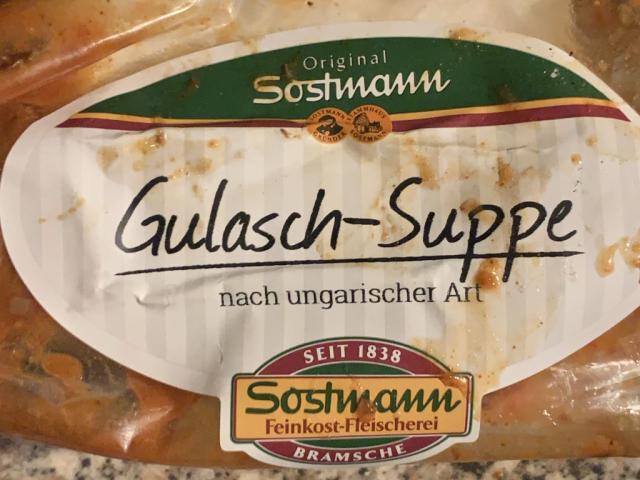 Original
Sostmann
Gulasch-Suppe
nach ungarischer Art
SEIT 1838
Sostmann
Feinkost-Fleischerei
BRAMSCHE